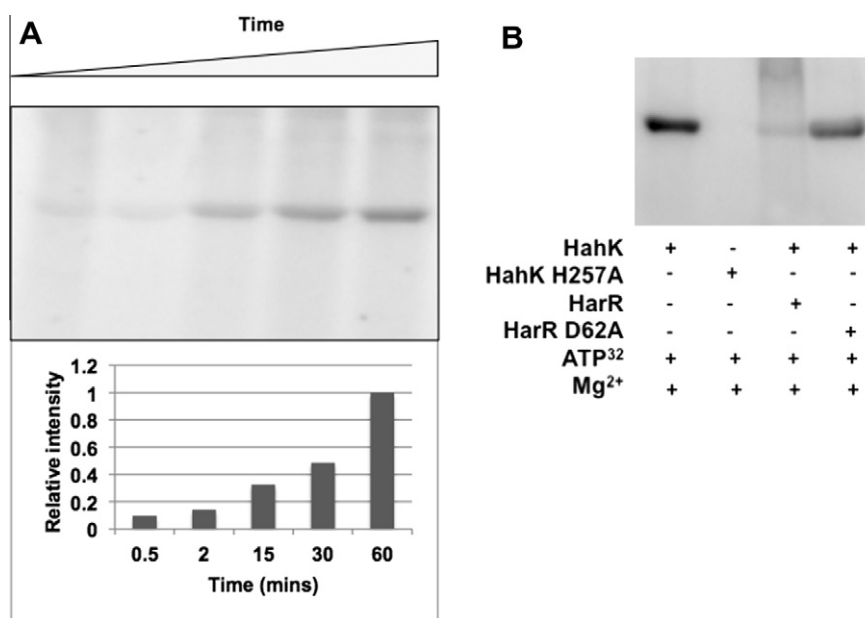 A
Time
1.2
1
0.8
0.6
0.4
0.2
0
Relative intensity
0.5 2 15 30 60
Time (mins)
B
HahK + - + +
HahK H257A - + - -
HarR - - + -
HarR D62A - - - +
ATP³² + + + +
Mg²⁺ + + + +